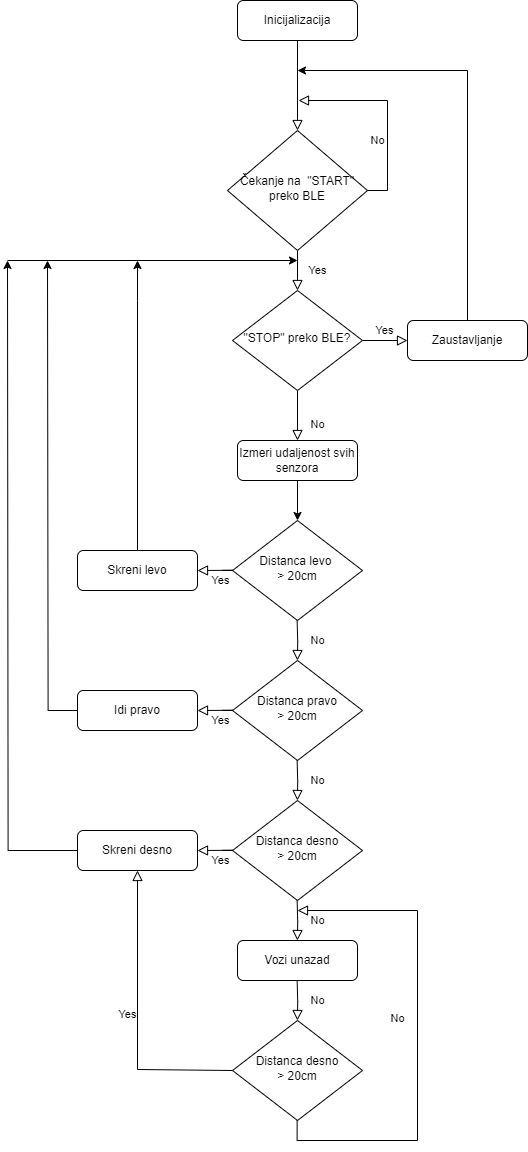 Inicijalizacija
No
Čekanje na  "START"
preko BLE
Yes
"STOP" preko BLE?
Yes
Zaustavljanje
No
Izmeri udaljenost svih
senzora
Distanca levo
> 20cm
Skreni levo
Yes
No
Distanca pravo
> 20cm
Idi pravo
Yes
No
Distanca desno
> 20cm
Skreni desno
Yes
No
Vozi unazad
No
Yes
No
Distanca desno
> 20cm